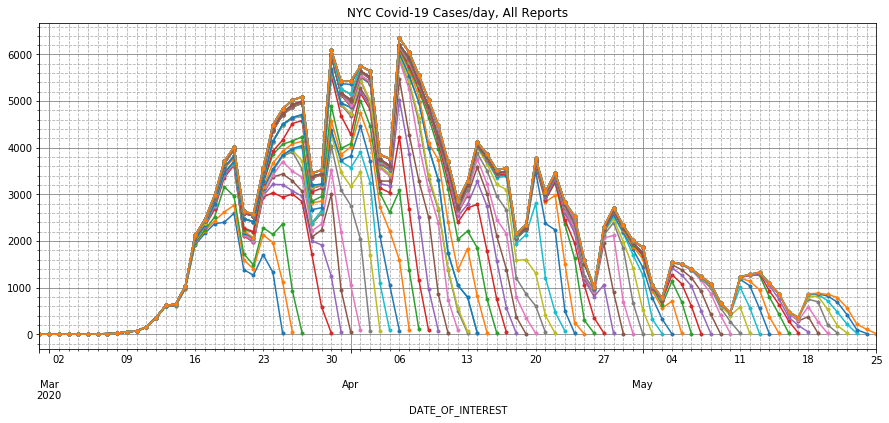 NYC Covid-19 Cases/day, All Reports
6000
5000
4000
3000
2000
1000
0
02 09 16 23 30 06 13 20 27 04 11 18 25
Mar Apr May
2020
DATE_OF_INTEREST